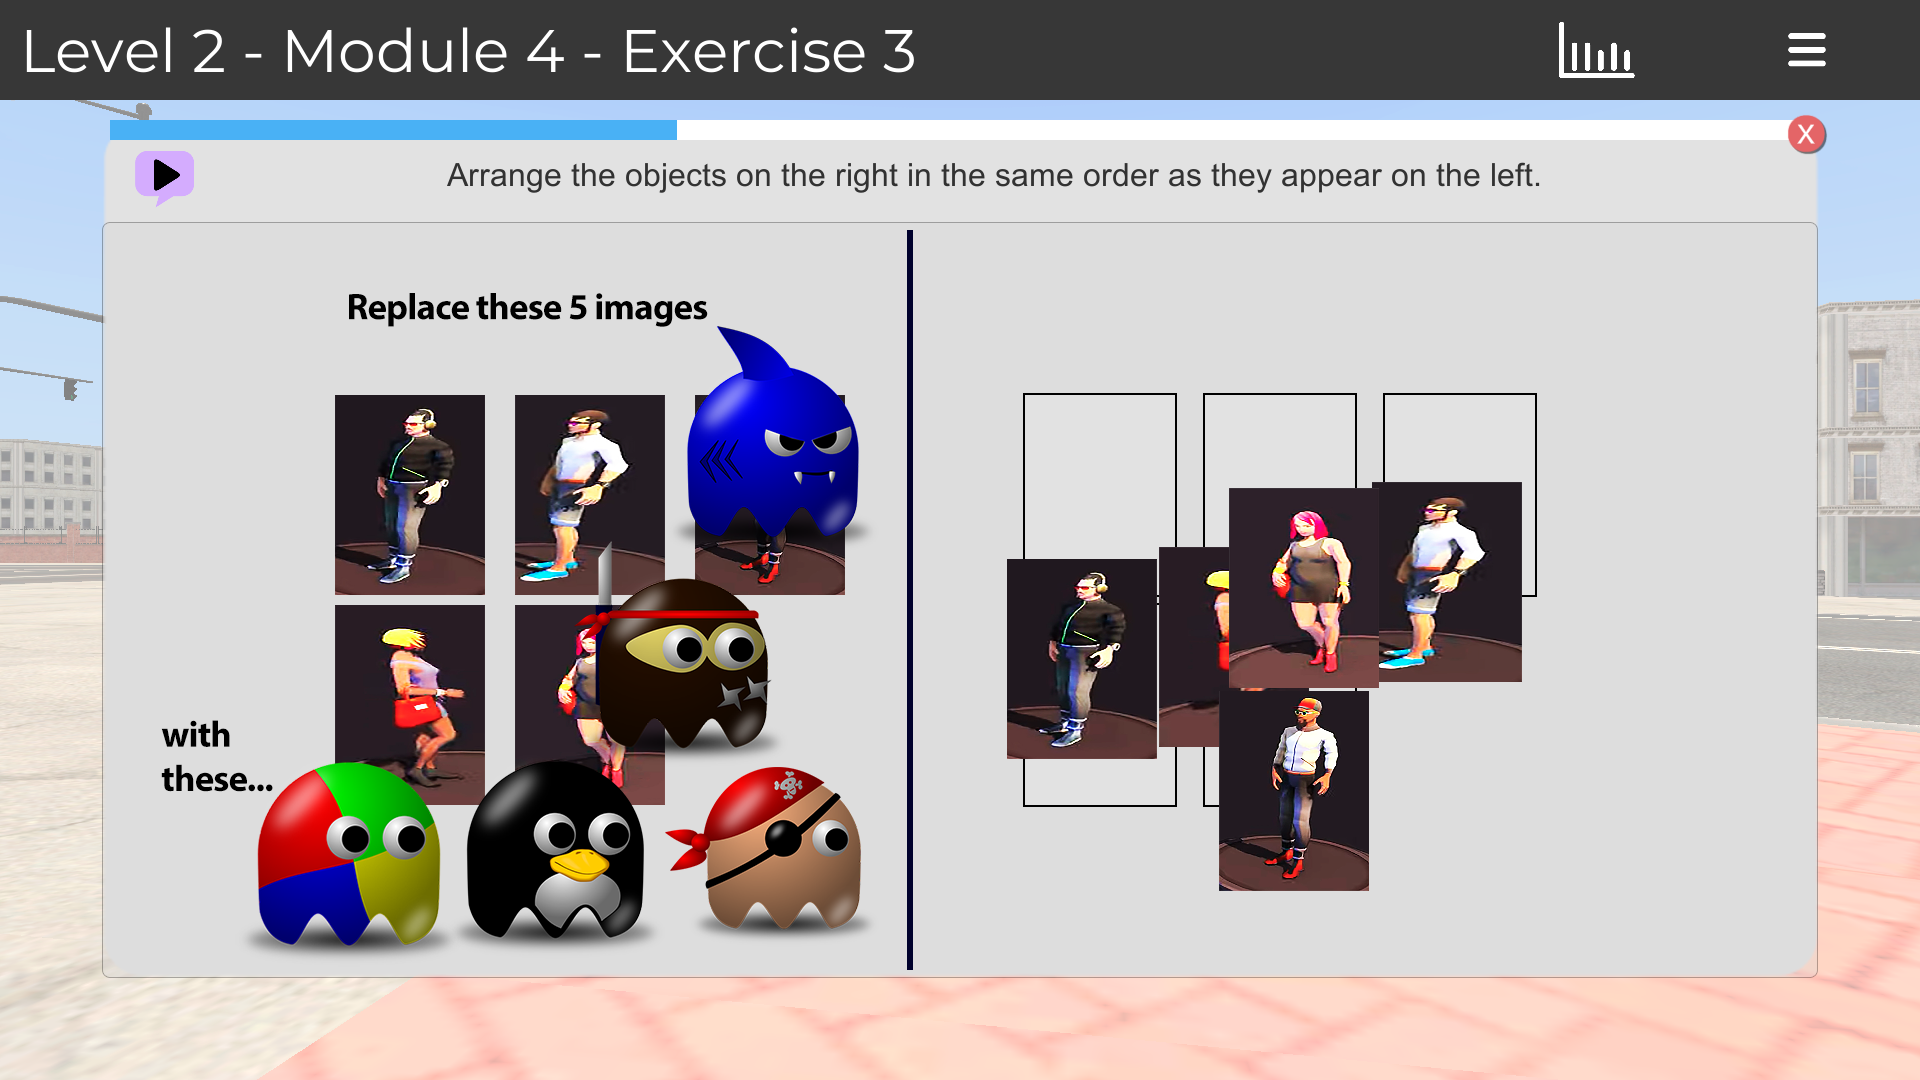 Level 2 - Module 4 - Exercise 3
X
Arrange the objects on the right in the same order as they appear on the left.
Replace these 5 images
with
these...